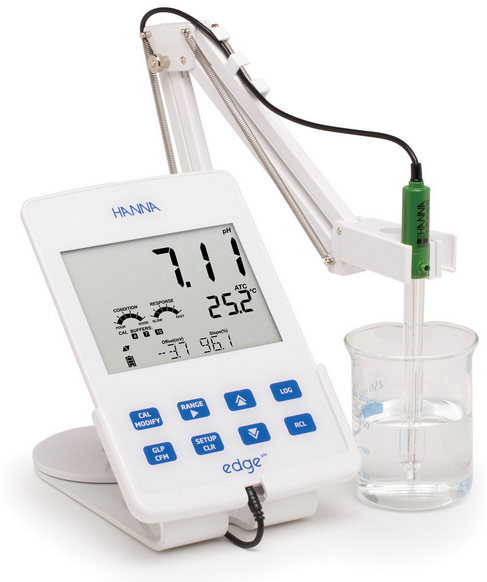 HANNA
pH
7.11
ATC
25.2°C
CONDITION
RESPONSE
POOR GOOD SLOW FAST
CAL BUFFERS:
4 7 10
Offset(mV) Slope(%)
-3.7 96.1
CAL MODIFY
RANGE
LOG
GLP CFM
SETUP CLR
RCL
edge pH
HANNA